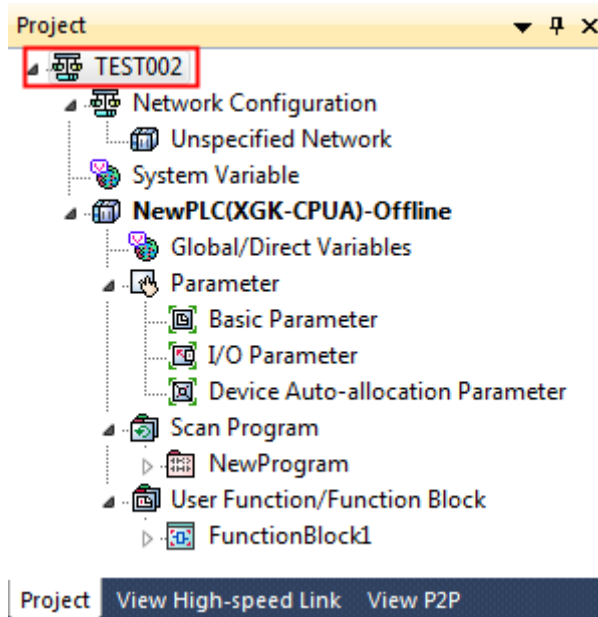 Project
TEST002
Network Configuration
Unspecified Network
System Variable
NewPLC(XGK-CPUA)-Offline
Global/Direct Variables
Parameter
Basic Parameter
I/O Parameter
Device Auto-allocation Parameter
Scan Program
NewProgram
User Function/Function Block
FunctionBlock1
Project View High-speed Link View P2P